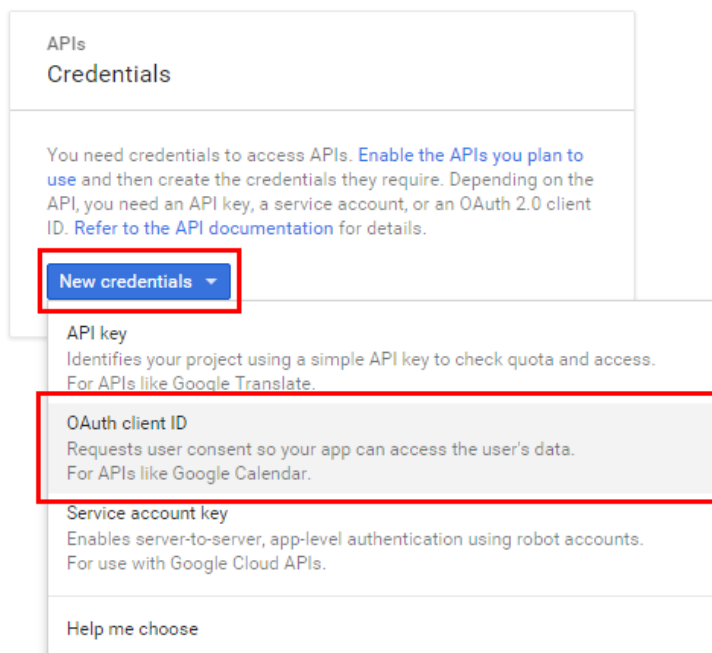 APIs
Credentials
You need credentials to access APIs. Enable the APIs you plan to
use and then create the credentials they require. Depending on the
API, you need an API key, a service account, or an OAuth 2.0 client
ID. Refer to the API documentation for details.
New credentials
API key
Identifies your project using a simple API key to check quota and access.
For APIs like Google Translate.
OAuth client ID
Requests user consent so your app can access the user's data.
For APIs like Google Calendar.
Service account key
Enables server-to-server, app-level authentication using robot accounts.
For use with Google Cloud APIs.
Help me choose